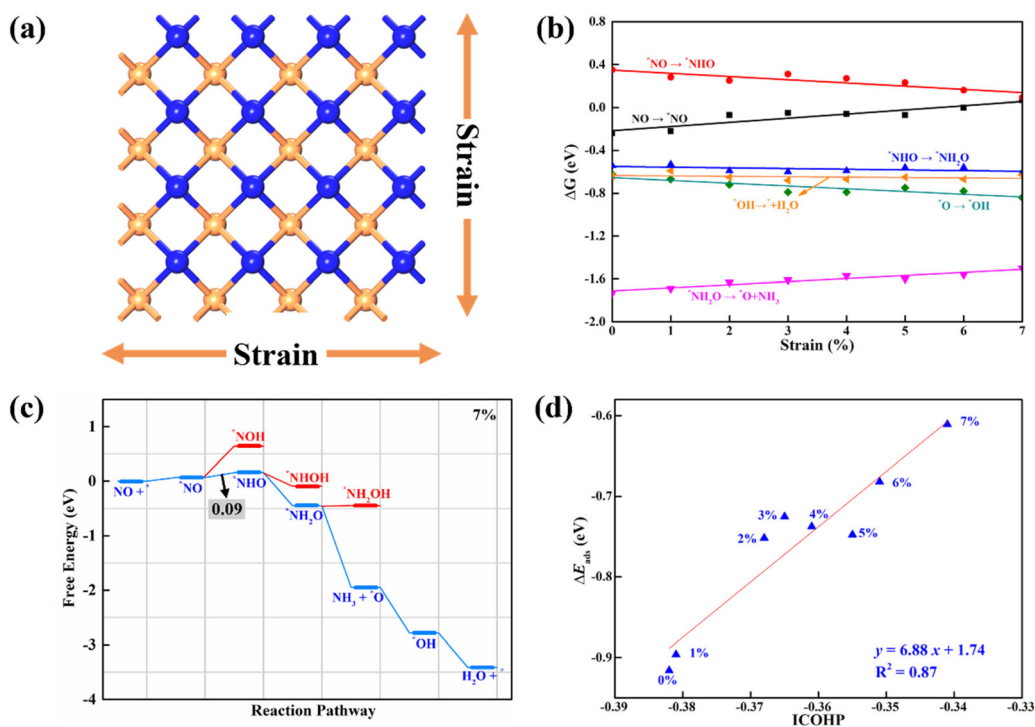 (a)
Strain
Strain
(b)
0.8
0.4
0.0
-0.4
-0.8
-1.2
-1.6
-2.0
ΔG (eV)
*NO → *NHO
NO → *NO
*NHO → *NH₂O
*OH → *+H₂O
*O → *OH
*NH₂O → *O+NH₃
0 1 2 3 4 5 6 7
Strain (%)
(c)
7%
1
0
-1
-2
-3
-4
Free Energy (eV)
*NOH
NO + *
*NO
*NHO
0.09
*NHOH
*NH₂O
*NH₂OH
NH₃ + *O
*OH
H₂O + *
Reaction Pathway
(d)
-0.6
-0.7
-0.8
-0.9
ΔE_ads (eV)
7%
6%
3%
4%
2%
5%
1%
0%
y = 6.88 x + 1.74
R² = 0.87
-0.39 -0.38 -0.37 -0.36 -0.35 -0.34 -0.33
ICOHP